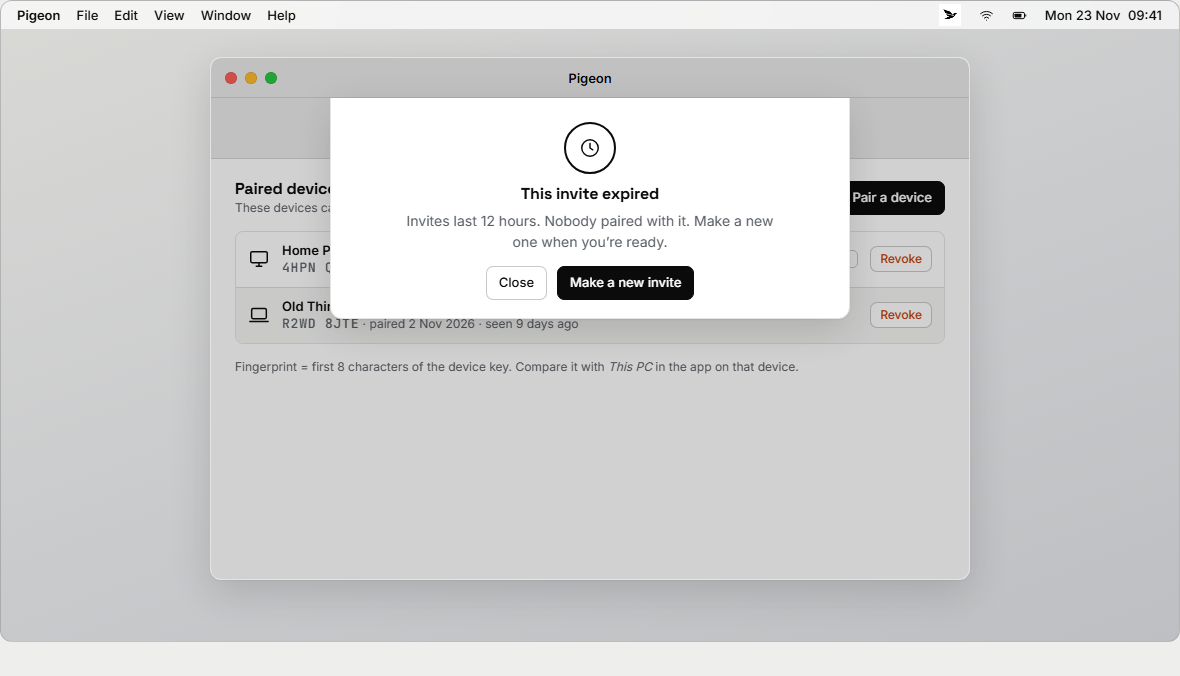 Pigeon File Edit View Window Help Mon 23 Nov 09:41
Pigeon
This invite expired
Invites last 12 hours. Nobody paired with it. Make a new
one when you’re ready.
Close Make a new invite
Paired
These devices
Pair a device
Home
4HPN
Revoke
Old
R2WD 8JTE · paired 2 Nov 2026 · seen 9 days ago
Revoke
Fingerprint = first 8 characters of the device key. Compare it with This PC in the app on that device.